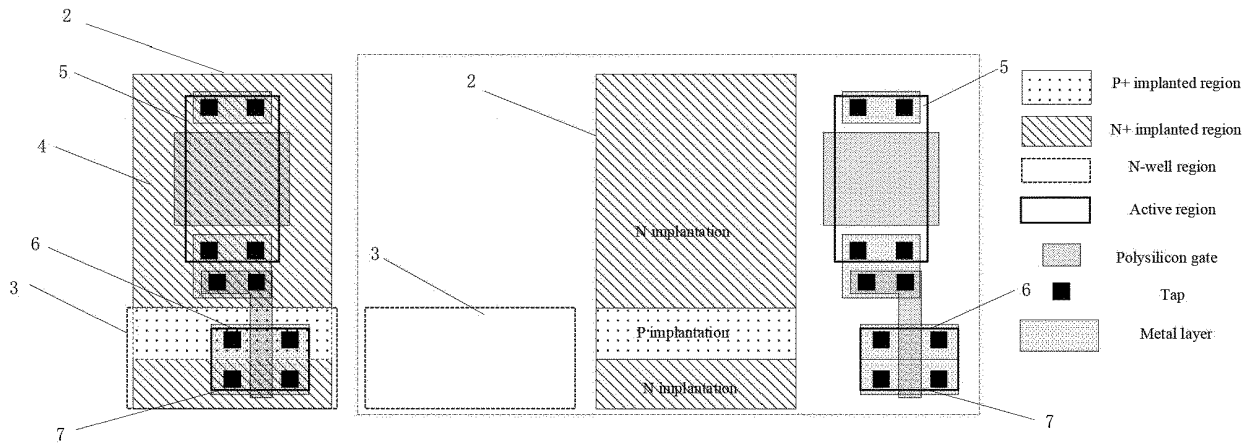 2
5
4
6
3
7
2
3
N implantation
P implantation
N implantation
5
6
7
P+ implanted region
N+ implanted region
N-well region
Active region
Polysilicon gate
Tap
Metal layer